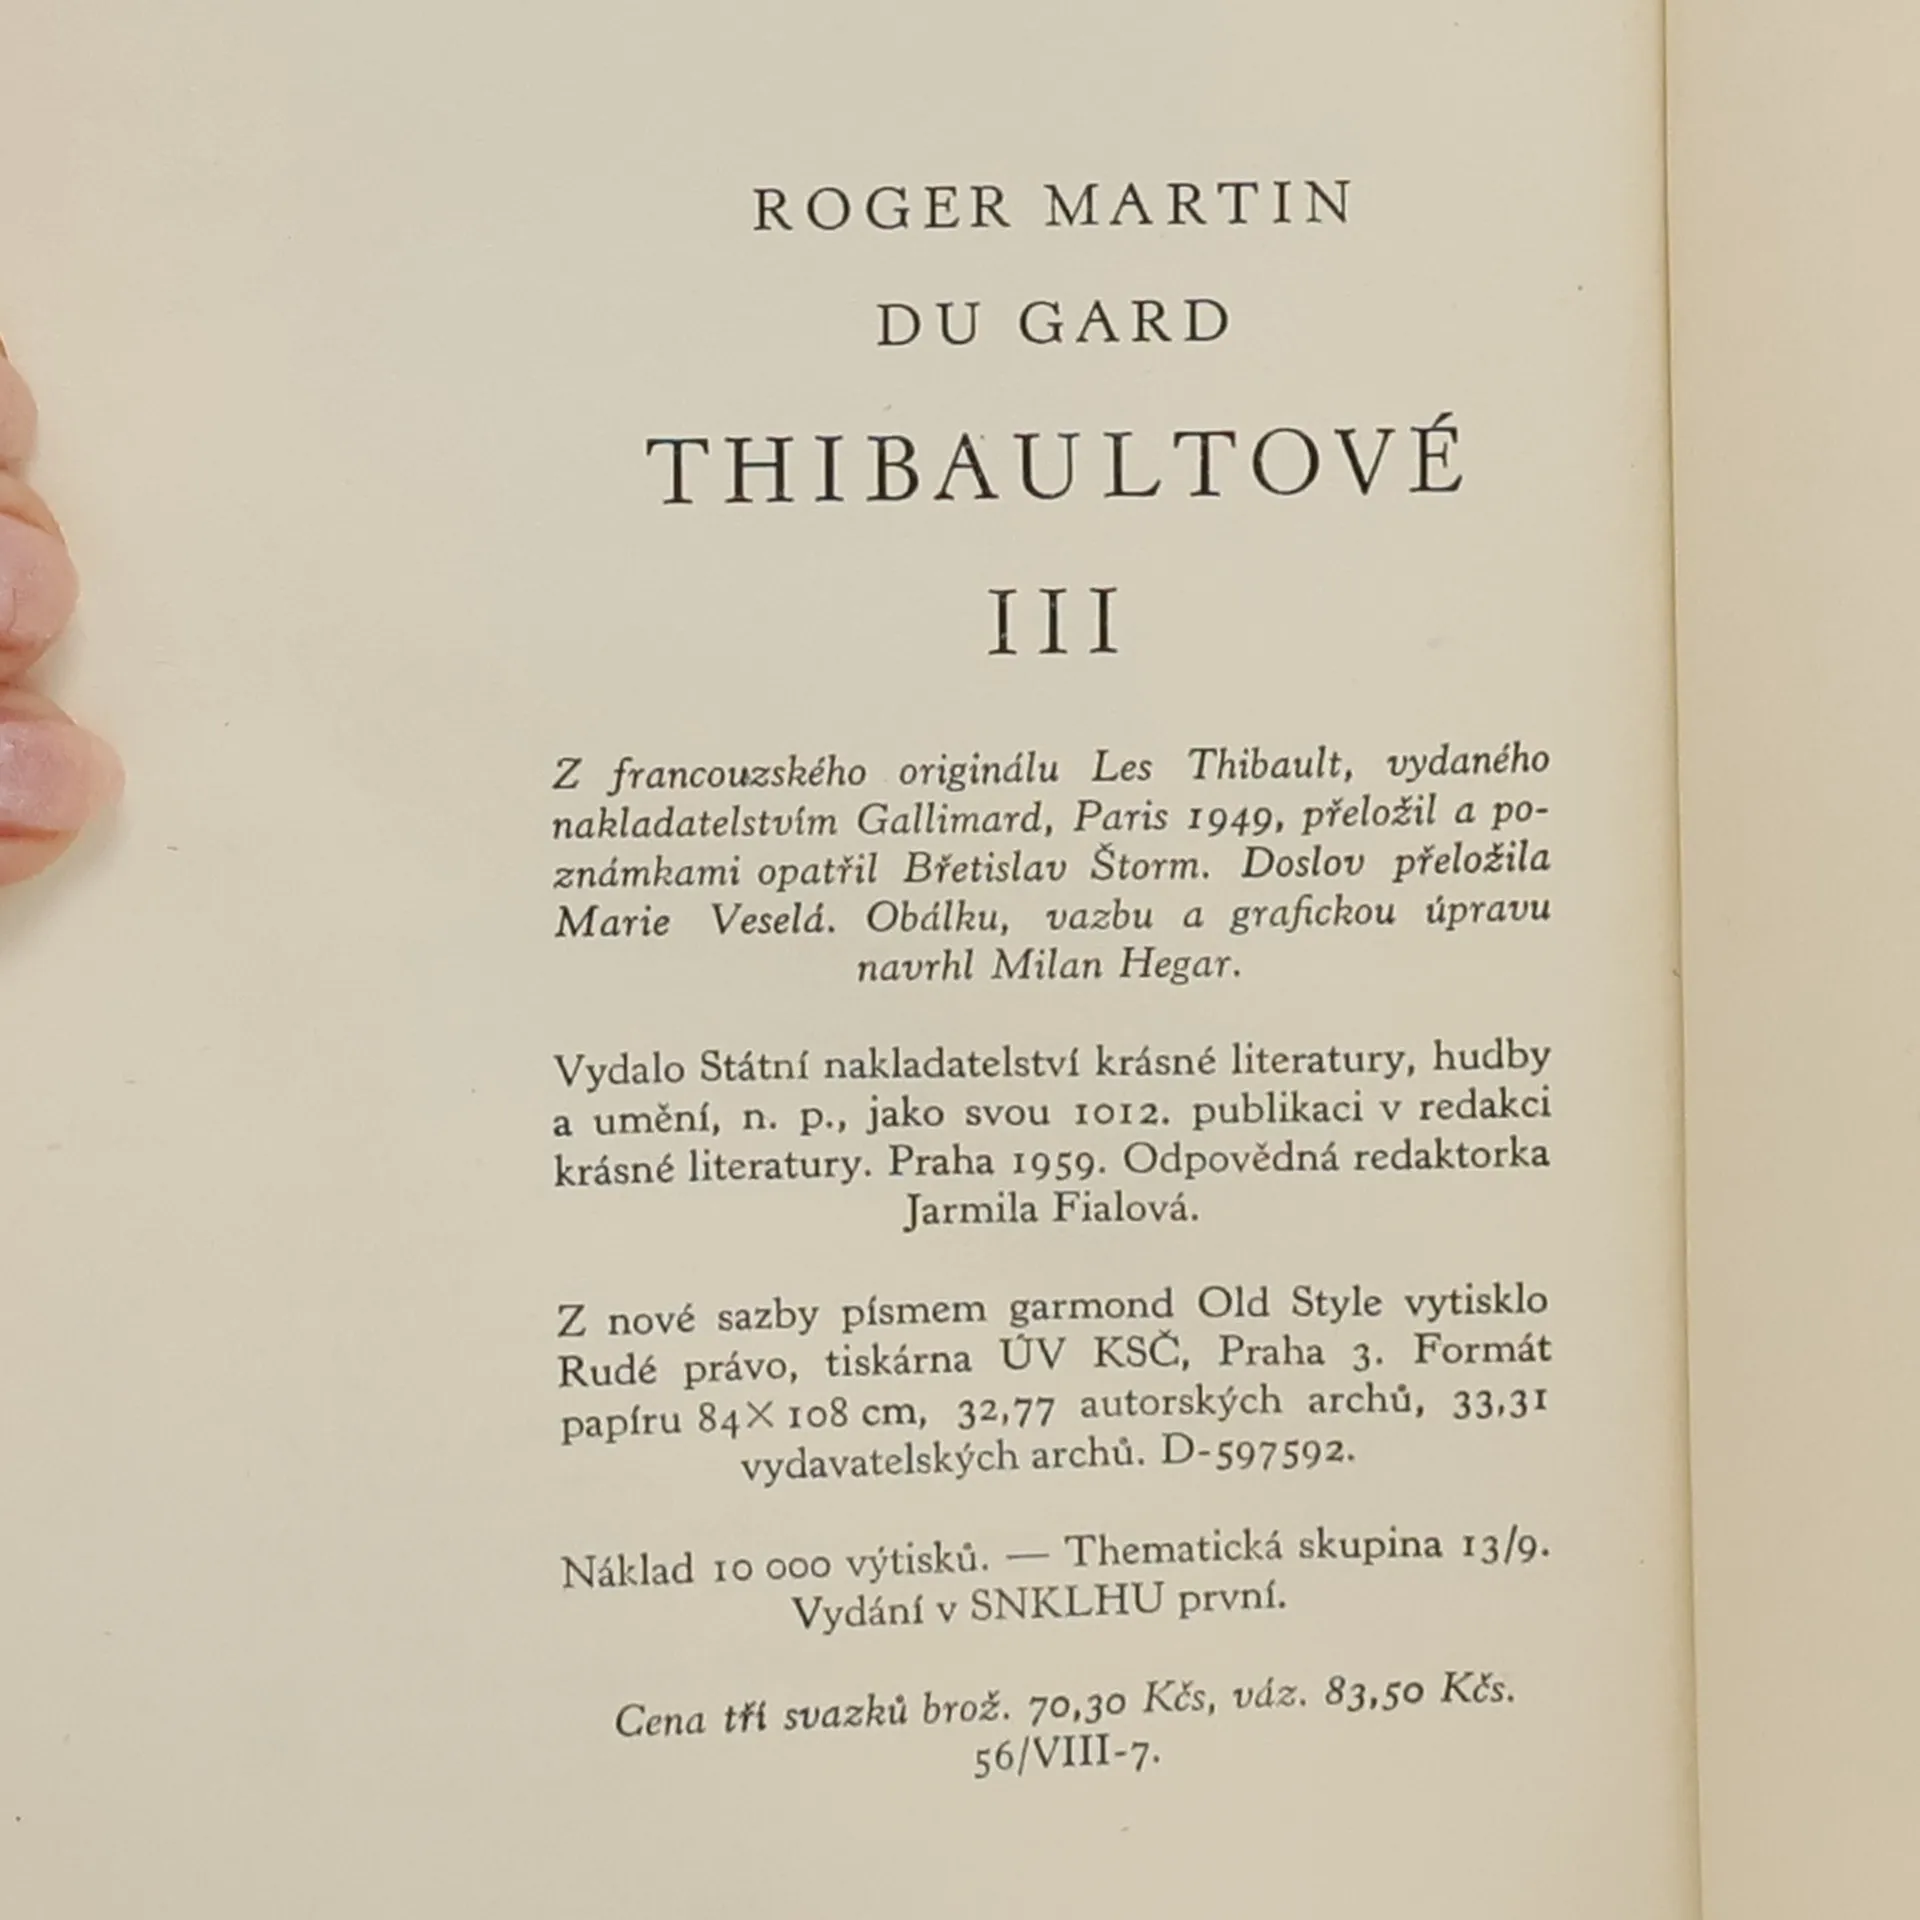 ROGER MARTIN
DU GARD
THIBAULTOVÉ
III
Z francouzského originálu Les Thibault, vydaného
nakladatelstvím Gallimard, Paris 1949, přeložil a po-
známkami opatřil Břetislav Štorm. Doslov přeložila
Marie Veselá. Obálku, vazbu a grafickou úpravu
navrhl Milan Hegar.
Vydalo Státní nakladatelství krásné literatury, hudby
a umění, n. p., jako svou 1012. publikaci v redakci
krásné literatury. Praha 1959. Odpovědná redaktorka
Jarmila Fialová.
Z nové sazby písmem garmond Old Style vytisklo
Rudé právo, tiskárna ÚV KSČ, Praha 3. Formát
papíru 84×108 cm, 32,77 autorských archů, 33,31
vydavatelských archů. D-597592.
Náklad 10 000 výtisků. — Thematická skupina 13/9.
Vydání v SNKLHU první.
Cena tří svazků brož. 70,30 Kčs, váz. 83,50 Kčs.
56/VIII-7.